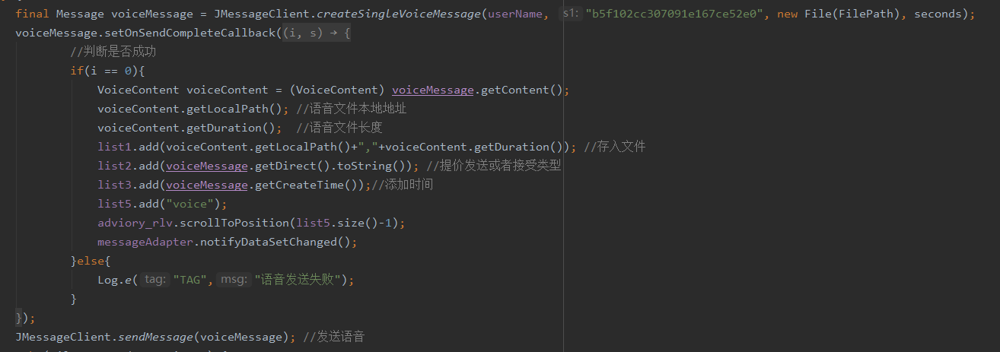 final Message voiceMessage = JMessageClient.createSingleVoiceMessage(userName, s1: "b5f102cc307091e167ce52e0", new File(FilePath), seconds);
voiceMessage.setOnSendCompleteCallback((i, s) → {
//判断是否成功
if(i == 0){
VoiceContent voiceContent = (VoiceContent) voiceMessage.getContent();
voiceContent.getLocalPath(); //语音文件本地地址
voiceContent.getDuration();  //语音文件长度
list1.add(voiceContent.getLocalPath()+","+voiceContent.getDuration()); //存入文件
list2.add(voiceMessage.getDirect().toString()); //提价发送或者接受类型
list3.add(voiceMessage.getCreateTime());//添加时间
list5.add("voice");
adviory_rlv.scrollToPosition(list5.size()-1);
messageAdapter.notifyDataSetChanged();
}else{
Log.e( tag: "TAG", msg: "语音发送失败");
}
});
JMessageClient.sendMessage(voiceMessage); //发送语音